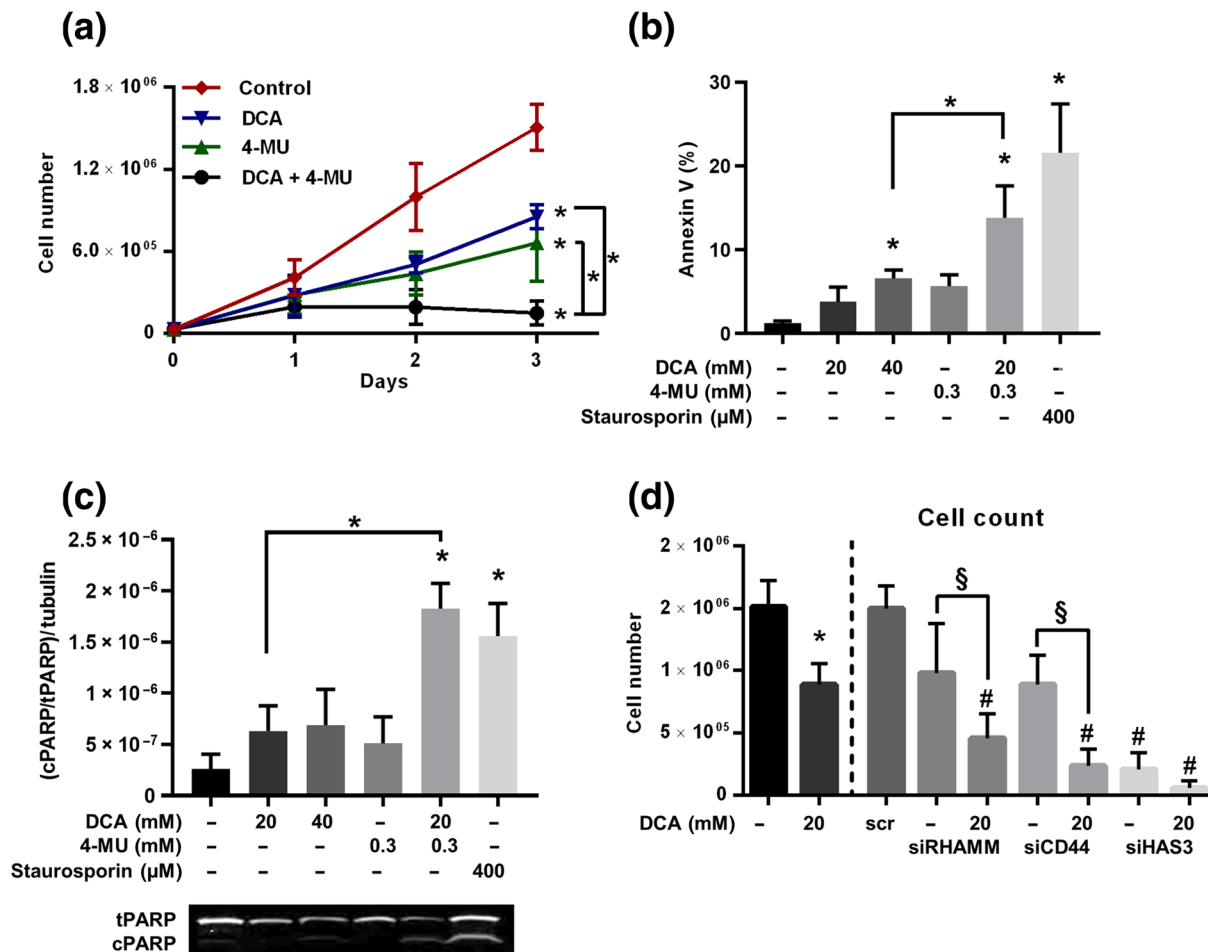 (a)
1.8 × 10⁰⁶
1.2 × 10⁰⁶
6.0 × 10⁰⁵
0
Cell number
Control
DCA
4-MU
DCA + 4-MU
*
*
*
*
*
0 1 2 3
Days
(b)
30
20
10
0
Annexin V (%)
*
*
*
*
DCA (mM) – 20 40 – 20 –
4-MU (mM) – – – 0.3 0.3 –
Staurosporin (µM) – – – – – 400
(c)
2.5 × 10⁻⁶
2 × 10⁻⁶
1.5 × 10⁻⁶
1 × 10⁻⁶
5 × 10⁻⁷
0
(cPARP/tPARP)/tubulin
*
*
*
DCA (mM) – 20 40 – 20 –
4-MU (mM) – – – 0.3 0.3 –
Staurosporin (µM) – – – – – 400
tPARP
cPARP
(d)
Cell count
2 × 10⁰⁶
2 × 10⁰⁶
1 × 10⁰⁶
5 × 10⁰⁵
0
Cell number
*
§
#
§
#
#
#
DCA (mM) – 20 scr – 20 – 20 – 20
siRHAMM siCD44 siHAS3